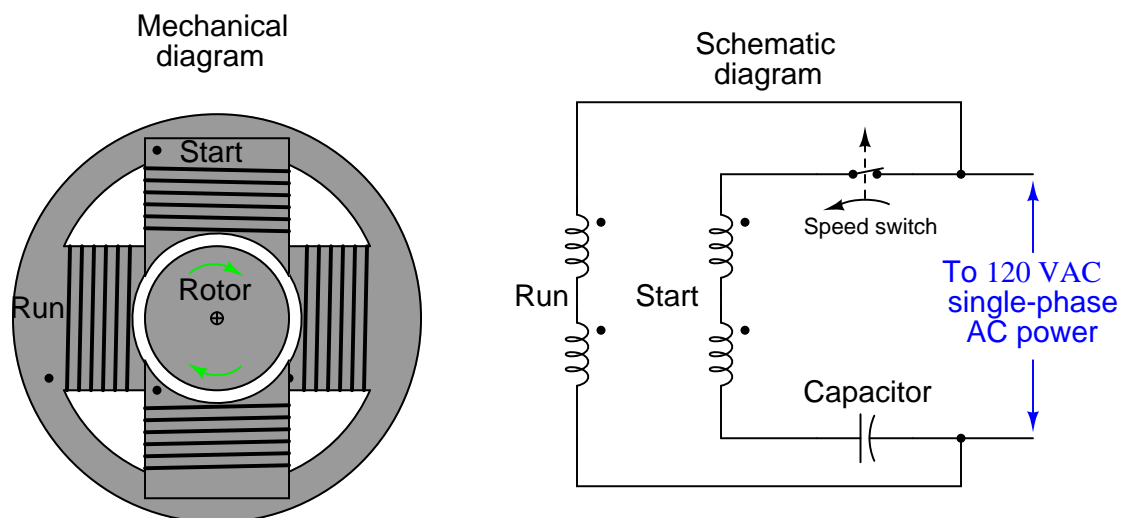 Mechanical
diagram
Start
Run
Rotor
Schematic
diagram
Speed switch
Run
Start
To 120 VAC
single-phase
AC power
Capacitor